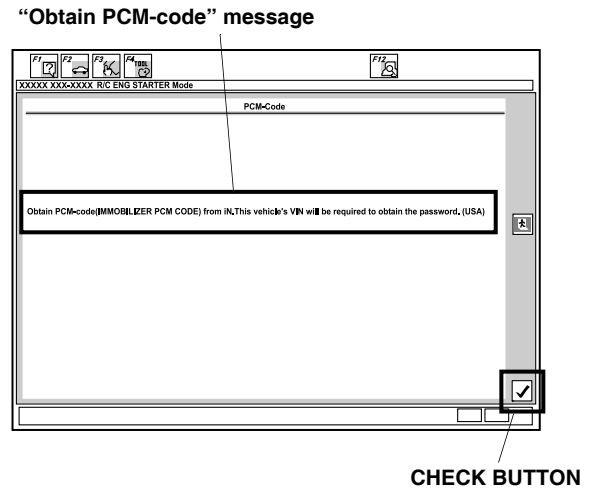 “Obtain PCM-code” message
F1 F2 F3 F4 TOOL F12
XXXXX XXX-XXXX R/C ENG STARTER Mode
PCM-Code
Obtain PCM-code(IMMOBILIZER PCM CODE) from iN.This vehicle's VIN will be required to obtain the password. (USA)
CHECK BUTTON